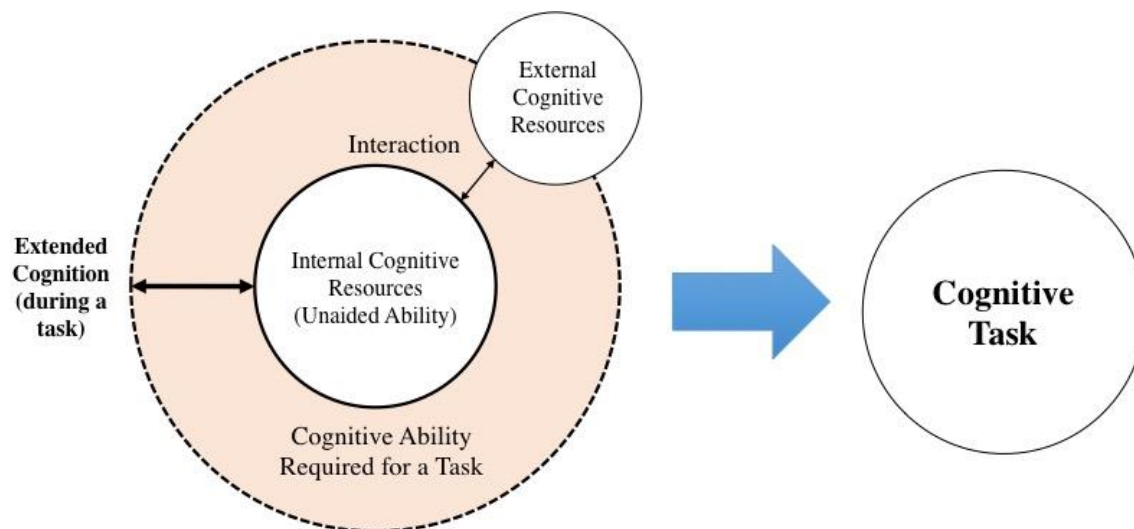 External
Cognitive
Resources
Interaction
Extended
Cognition
(during a
task)
Internal Cognitive
Resources
(Unaided Ability)
Cognitive Ability
Required for a Task
Cognitive
Task